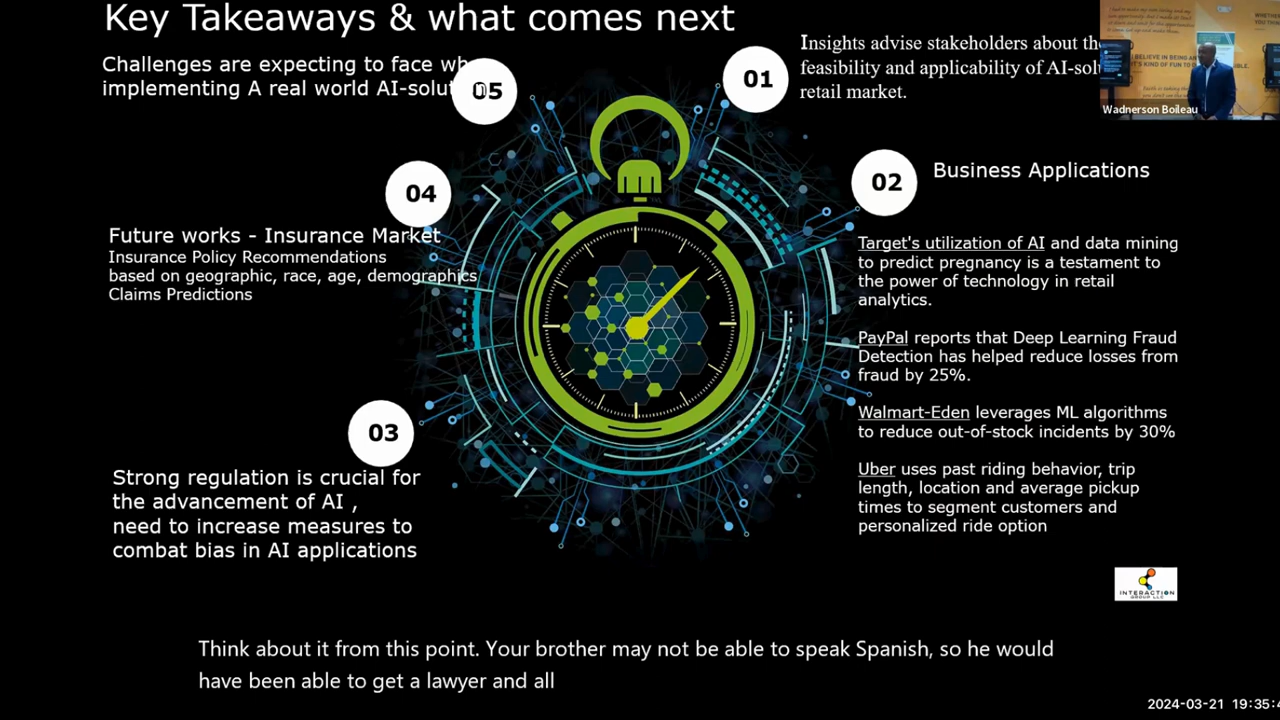 Key Takeaways & what comes next
Challenges are expecting to face wh
implementing A real world AI-solution
05
01
Insights advise stakeholders about the
feasibility and applicability of AI-sol
retail market.
Wadnerson Boileau
04
02
Business Applications
Future works - Insurance Market
Insurance Policy Recommendations
based on geographic, race, age, demographics
Claims Predictions
Target's utilization of AI and data mining
to predict pregnancy is a testament to
the power of technology in retail
analytics.
PayPal reports that Deep Learning Fraud
Detection has helped reduce losses from
fraud by 25%.
Walmart-Eden leverages ML algorithms
to reduce out-of-stock incidents by 30%
Uber uses past riding behavior, trip
length, location and average pickup
times to segment customers and
personalized ride option
03
Strong regulation is crucial for
the advancement of AI ,
need to increase measures to
combat bias in AI applications
INTERACTION
GROUP LLC
Think about it from this point. Your brother may not be able to speak Spanish, so he would
have been able to get a lawyer and all
2024-03-21 19:35:4